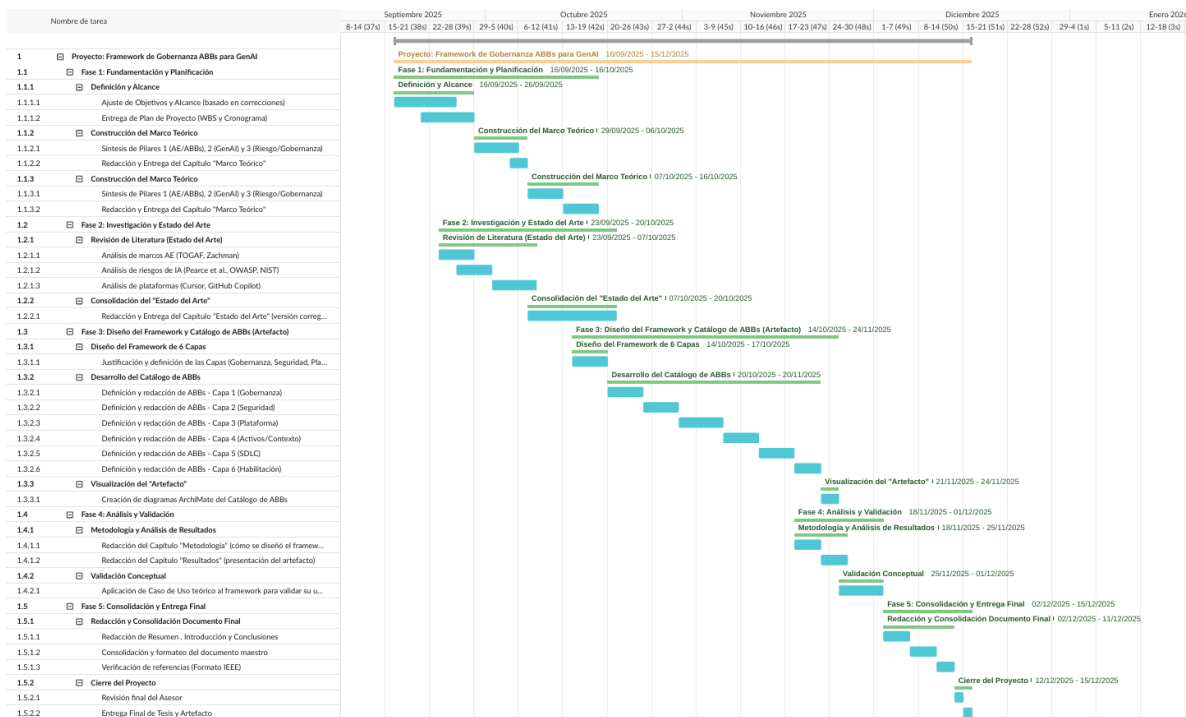 Septiembre 2025 Octubre 2025 Noviembre 2025 Diciembre 2025 Enero 2026
Nombre de tarea
8-14 (37s) 15-21 (38s) 22-28 (39s) 29-5 (40s) 6-12 (41s) 13-19 (42s) 20-26 (43s) 27-2 (44s) 3-9 (45s) 10-16 (46s) 17-23 (47s) 24-30 (48s) 1-7 (49s) 8-14 (50s) 15-21 (51s) 22-28 (52s) 29-4 (1s) 5-11 (2s) 12-18 (3s)
1 Proyecto: Framework de Gobernanza ABBs para GenAI Proyecto: Framework de Gobernanza ABBs para GenAI 16/09/2025 - 15/12/2025
1.1 Fase 1: Fundamentación y Planificación Fase 1: Fundamentación y Planificación 16/09/2025 - 16/10/2025
1.1.1 Definición y Alcance Definición y Alcance 16/09/2025 - 26/09/2025
1.1.1.1 Ajuste de Objetivos y Alcance (basado en correcciones)
1.1.1.2 Entrega de Plan de Proyecto (WBS y Cronograma)
1.1.2 Construcción del Marco Teórico Construcción del Marco Teórico 29/09/2025 - 06/10/2025
1.1.2.1 Síntesis de Pilares 1 (AE/ABBs), 2 (GenAI) y 3 (Riesgo/Gobernanza)
1.1.2.2 Redacción y Entrega del Capítulo "Marco Teórico"
1.1.3 Construcción del Marco Teórico Construcción del Marco Teórico 07/10/2025 - 16/10/2025
1.1.3.1 Síntesis de Pilares 1 (AE/ABBs), 2 (GenAI) y 3 (Riesgo/Gobernanza)
1.1.3.2 Redacción y Entrega del Capítulo "Marco Teórico"
1.2 Fase 2: Investigación y Estado del Arte Fase 2: Investigación y Estado del Arte 23/09/2025 - 20/10/2025
1.2.1 Revisión de Literatura (Estado del Arte) Revisión de Literatura (Estado del Arte) 23/09/2025 - 07/10/2025
1.2.1.1 Análisis de marcos AE (TOGAF, Zachman)
1.2.1.2 Análisis de riesgos de IA (Pearce et al., OWASP, NIST)
1.2.1.3 Análisis de plataformas (Cursor, GitHub Copilot)
1.2.2 Consolidación del "Estado del Arte" Consolidación del "Estado del Arte" 07/10/2025 - 20/10/2025
1.2.2.1 Redacción y Entrega del Capítulo "Estado del Arte" (versión correg...
1.3 Fase 3: Diseño del Framework y Catálogo de ABBs (Artefacto) Fase 3: Diseño del Framework y Catálogo de ABBs (Artefacto) 14/10/2025 - 24/11/2025
1.3.1 Diseño del Framework de 6 Capas Diseño del Framework de 6 Capas 14/10/2025 - 17/10/2025
1.3.1.1 Justificación y definición de las Capas (Gobernanza, Seguridad, Pla...
1.3.2 Desarrollo del Catálogo de ABBs Desarrollo del Catálogo de ABBs 20/10/2025 - 20/11/2025
1.3.2.1 Definición y redacción de ABBs - Capa 1 (Gobernanza)
1.3.2.2 Definición y redacción de ABBs - Capa 2 (Seguridad)
1.3.2.3 Definición y redacción de ABBs - Capa 3 (Plataforma)
1.3.2.4 Definición y redacción de ABBs - Capa 4 (Activos/Contexto)
1.3.2.5 Definición y redacción de ABBs - Capa 5 (SDLC)
1.3.2.6 Definición y redacción de ABBs - Capa 6 (Habilitación)
1.3.3 Visualización del "Artefacto" Visualización del "Artefacto" 21/11/2025 - 24/11/2025
1.3.3.1 Creación de diagramas ArchiMate del Catálogo de ABBs
1.4 Fase 4: Análisis y Validación Fase 4: Análisis y Validación 18/11/2025 - 01/12/2025
1.4.1 Metodología y Análisis de Resultados Metodología y Análisis de Resultados 18/11/2025 - 25/11/2025
1.4.1.1 Redacción del Capítulo "Metodología" (cómo se diseñó el framew...
1.4.1.2 Redacción del Capítulo "Resultados" (presentación del artefacto)
1.4.2 Validación Conceptual Validación Conceptual 25/11/2025 - 01/12/2025
1.4.2.1 Aplicación de Caso de Uso teórico al framework para validar su u...
1.5 Fase 5: Consolidación y Entrega Final Fase 5: Consolidación y Entrega Final 02/12/2025 - 15/12/2025
1.5.1 Redacción y Consolidación Documento Final Redacción y Consolidación Documento Final 02/12/2025 - 11/12/2025
1.5.1.1 Redacción de Resumen , Introducción y Conclusiones
1.5.1.2 Consolidación y formateo del documento maestro
1.5.1.3 Verificación de referencias (Formato IEEE)
1.5.2 Cierre del Proyecto Cierre del Proyecto 12/12/2025 - 15/12/2025
1.5.2.1 Revisión final del Asesor
1.5.2.2 Entrega Final de Tesis y Artefacto